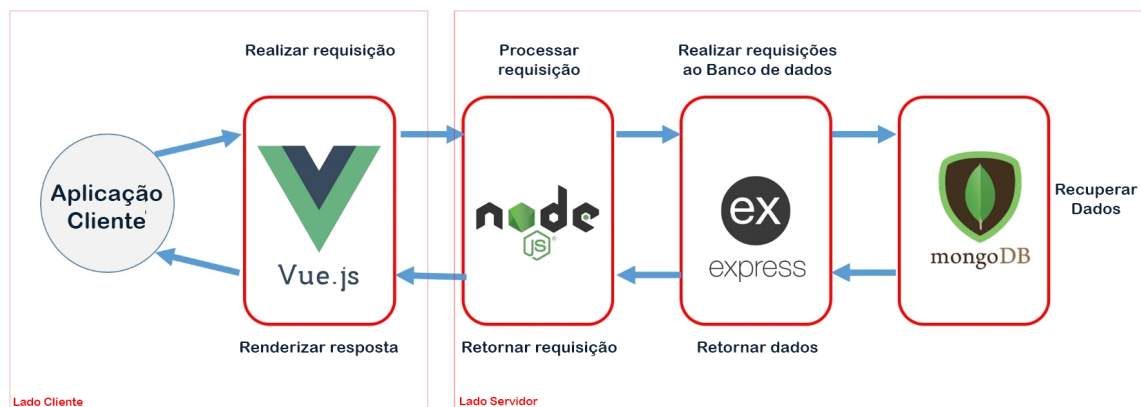 Realizar requisição
Processar
requisição
Realizar requisições
ao Banco de dados
Aplicação
Cliente
Vue.js
node
JS
ex
express
mongoDB
Recuperar
Dados
Renderizar resposta
Retornar requisição
Retornar dados
Lado Cliente
Lado Servidor